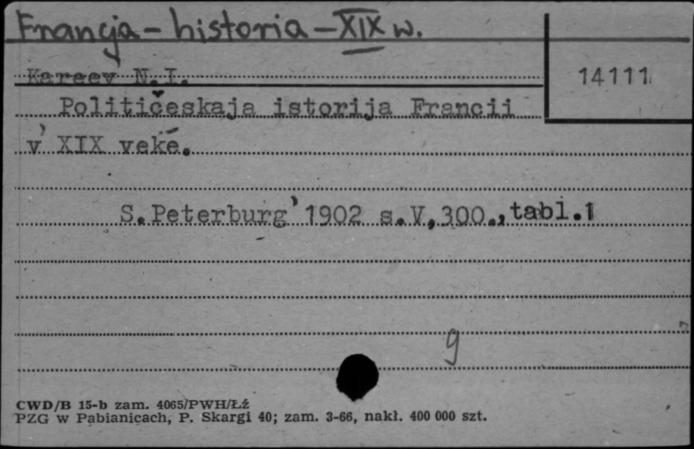 Francja - historia - XIX w.
Kareev N.I.
14111
Političeskaja istorija Francii
v' XIX veké.
S.Peterburg' 1902 s.V,300., tabl.1
9
CWD/B 15-b zam. 4065/PWH/Łź
PZG w Pabianicach, P. Skargi 40; zam. 3-66, nakł. 400 000 szt.